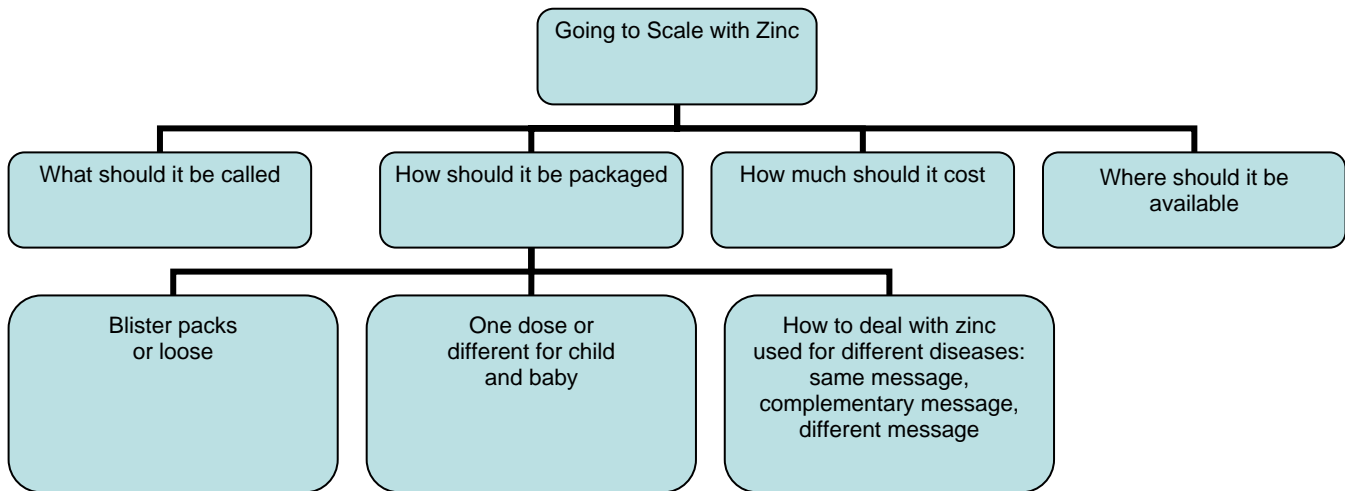 Going to Scale with Zinc
What should it be called
How should it be packaged
How much should it cost
Where should it be
available
Blister packs
or loose
One dose or
different for child
and baby
How to deal with zinc
used for different diseases:
same message,
complementary message,
different message